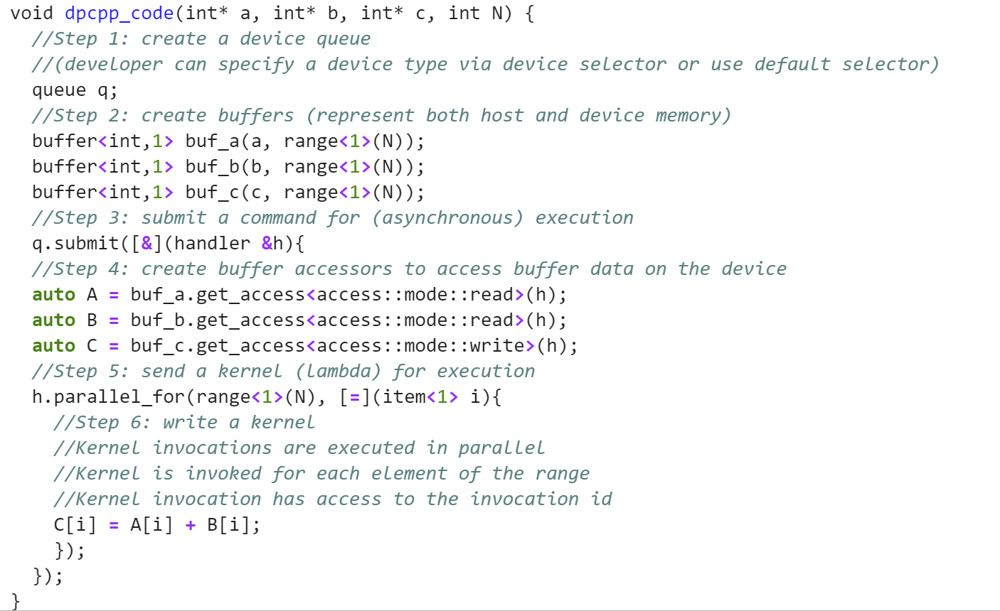 void dpcpp_code(int* a, int* b, int* c, int N) {
  //Step 1: create a device queue
  //(developer can specify a device type via device selector or use default selector)
  queue q;
  //Step 2: create buffers (represent both host and device memory)
  buffer<int,1> buf_a(a, range<1>(N));
  buffer<int,1> buf_b(b, range<1>(N));
  buffer<int,1> buf_c(c, range<1>(N));
  //Step 3: submit a command for (asynchronous) execution
  q.submit([&](handler &h){
  //Step 4: create buffer accessors to access buffer data on the device
  auto A = buf_a.get_access<access::mode::read>(h);
  auto B = buf_b.get_access<access::mode::read>(h);
  auto C = buf_c.get_access<access::mode::write>(h);
  //Step 5: send a kernel (lambda) for execution
  h.parallel_for(range<1>(N), [=](item<1> i){
    //Step 6: write a kernel
    //Kernel invocations are executed in parallel
    //Kernel is invoked for each element of the range
    //Kernel invocation has access to the invocation id
    C[i] = A[i] + B[i];
    });
  });
}